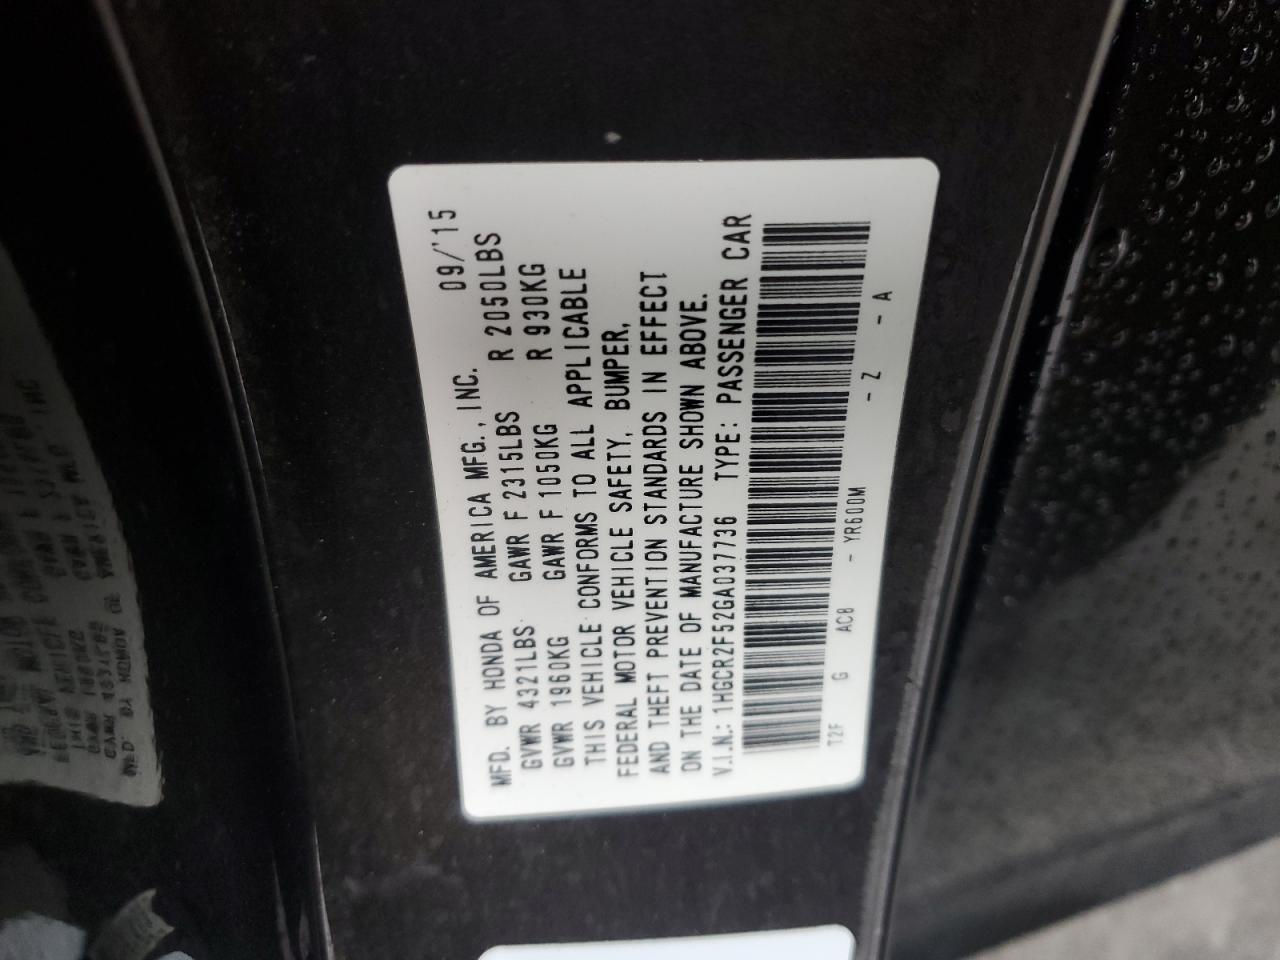 MFD. BY HONDA OF AMERICA MFG., INC. 09/'15
GVWR 4321LBS GAWR F 2315LBS R 2050LBS
GVWR 1960KG GAWR F 1050KG R 930KG
THIS VEHICLE CONFORMS TO ALL APPLICABLE
FEDERAL MOTOR VEHICLE SAFETY, BUMPER,
AND THEFT PREVENTION STANDARDS IN EFFECT
ON THE DATE OF MANUFACTURE SHOWN ABOVE.
V.I.N.: 1HGCR2F52GA037736 TYPE: PASSENGER CAR
T2F G AC8 - YR600M - Z - A